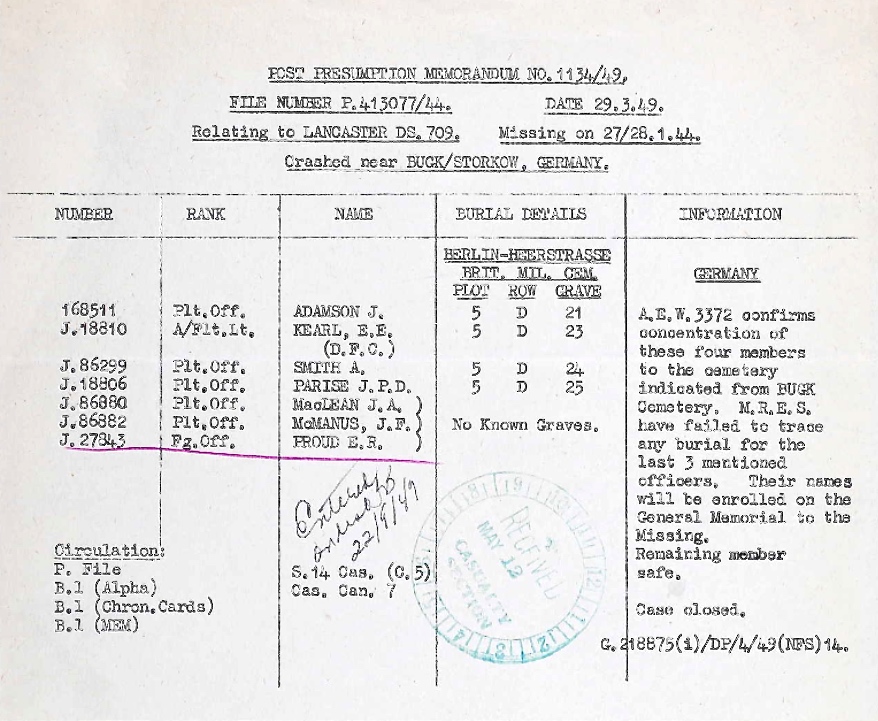 POST PRESUMPTION MEMORANDUM NO.1134/49.
FILE NUMBER P.413077/44. DATE 29.3.49.
Relating to LANCASTER DS.709. Missing on 27/28.1.44.
Crashed near BUCK/STORKOW, GERMANY.
NUMBER RANK NAME BURIAL DETAILS INFORMATION
BERLIN-HEERSTRASSE
BRIT. MIL. CEM.
PLOT ROW GRAVE
GERMANY
168511 Plt.Off. ADAMSON J. 5 D 21
J.18810 A/Flt.Lt. KEARL, E.E. 5 D 23
(D.F.C.)
J.86299 Plt.Off. SMITH A. 5 D 24
J.18806 Plt.Off. PARISE J.P.D. 5 D 25
J.86880 Plt.Off. MacLEAN J.A. )
J.86882 Plt.Off. McMANUS, J.F. No Known Graves.
J.27843 Fg.Off. PROUD E.R. )
A.E.W.3372 confirms
concentration of
these four members
to the cemetery
indicated from BUCK
Cemetery. M.R.E.S.
have failed to trace
any burial for the
last 3 mentioned
officers. Their names
will be enrolled on the
General Memorial to the
Missing.
Remaining member
safe.
Case closed.
Entered
22/9/49
RECEIVED
MAY 12
CASUALTY
SECTION
Circulation:
P. File
B.1 (Alpha)
B.1 (Chron.Cards)
B.1 (MEM)
S.14 Cas. (C.5)
Cas. Can. 7
G.218875(i)/DP/4/49(NFS)14.